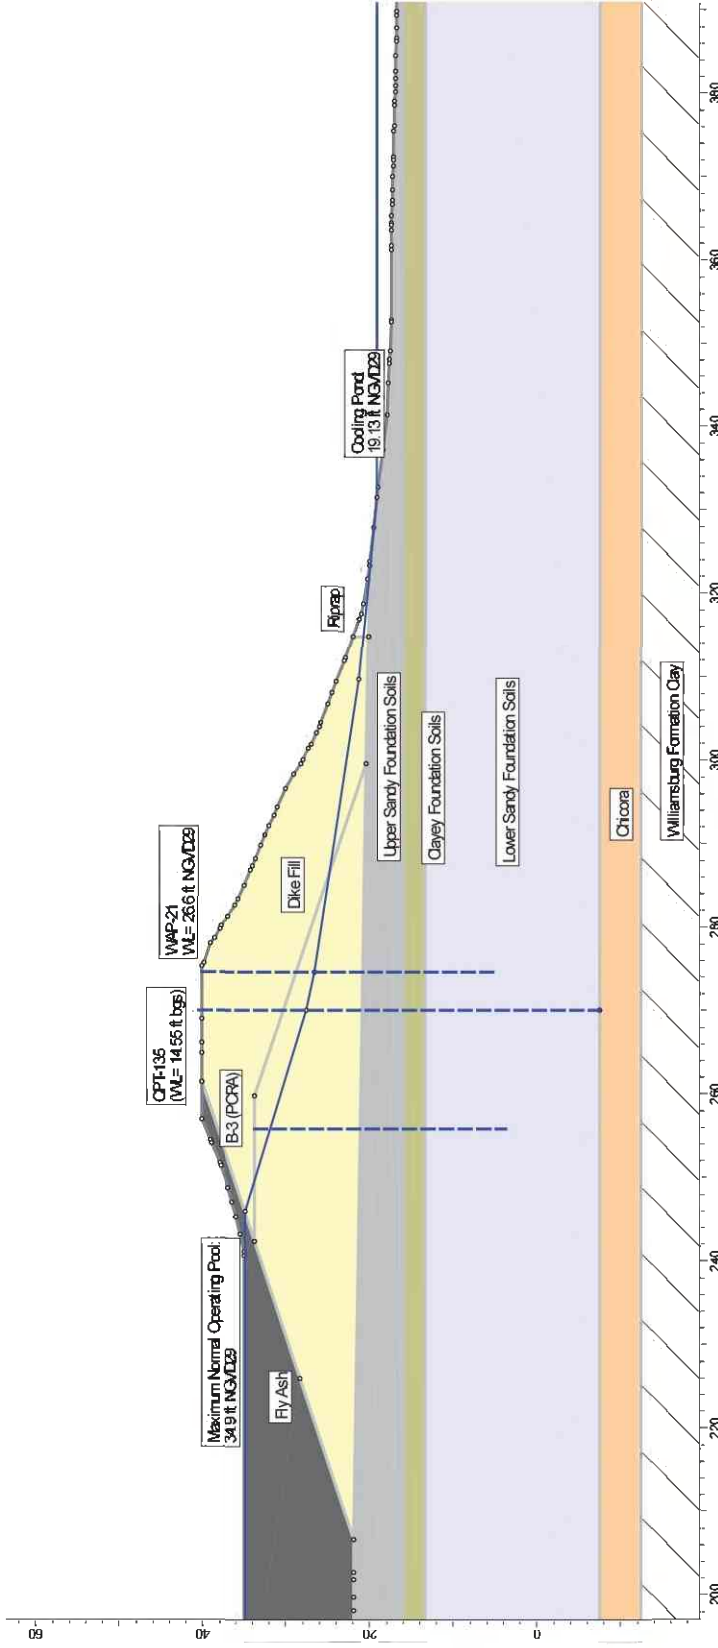 Maximum Normal Operating Pool:
34.9 ft NGVD29
CPT-135
(WL= 14.55 ft bgs)
WAP-21
WL= 26.6 ft NGVD29
B-3 (PCRA)
Fly Ash
Dike Fill
Riprap
Cooling Pond:
19.13 ft NGVD29
Upper Sandy Foundation Soils
Clayey Foundation Soils
Lower Sandy Foundation Soils
Chicora
Williamsburg Formation Clay
60
40
20
0
200
220
240
260
280
300
320
340
360
380